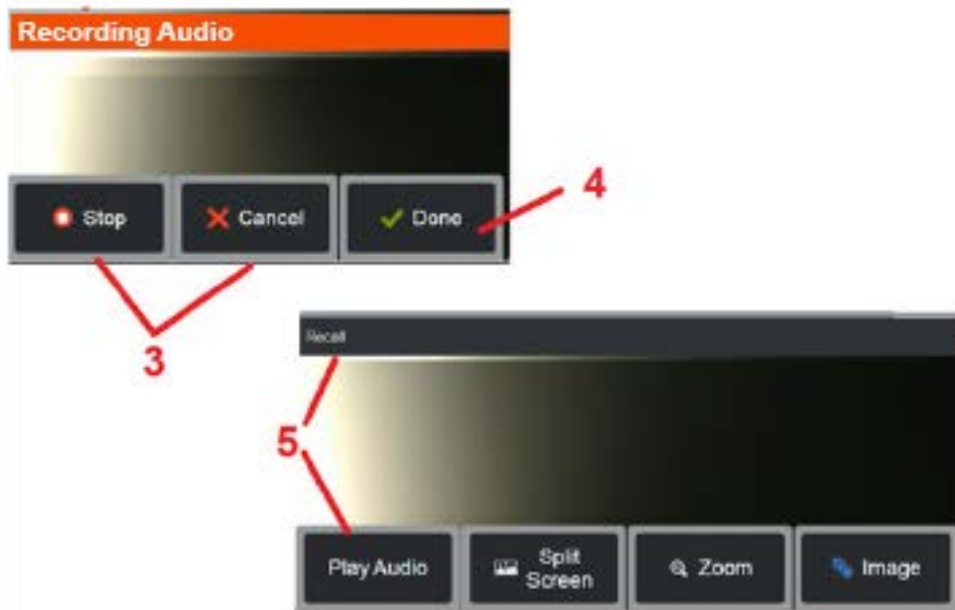 Recording Audio
Stop
Cancel
Done
4
3
Recall
5
Play Audio
Split
Screen
Zoom
Image